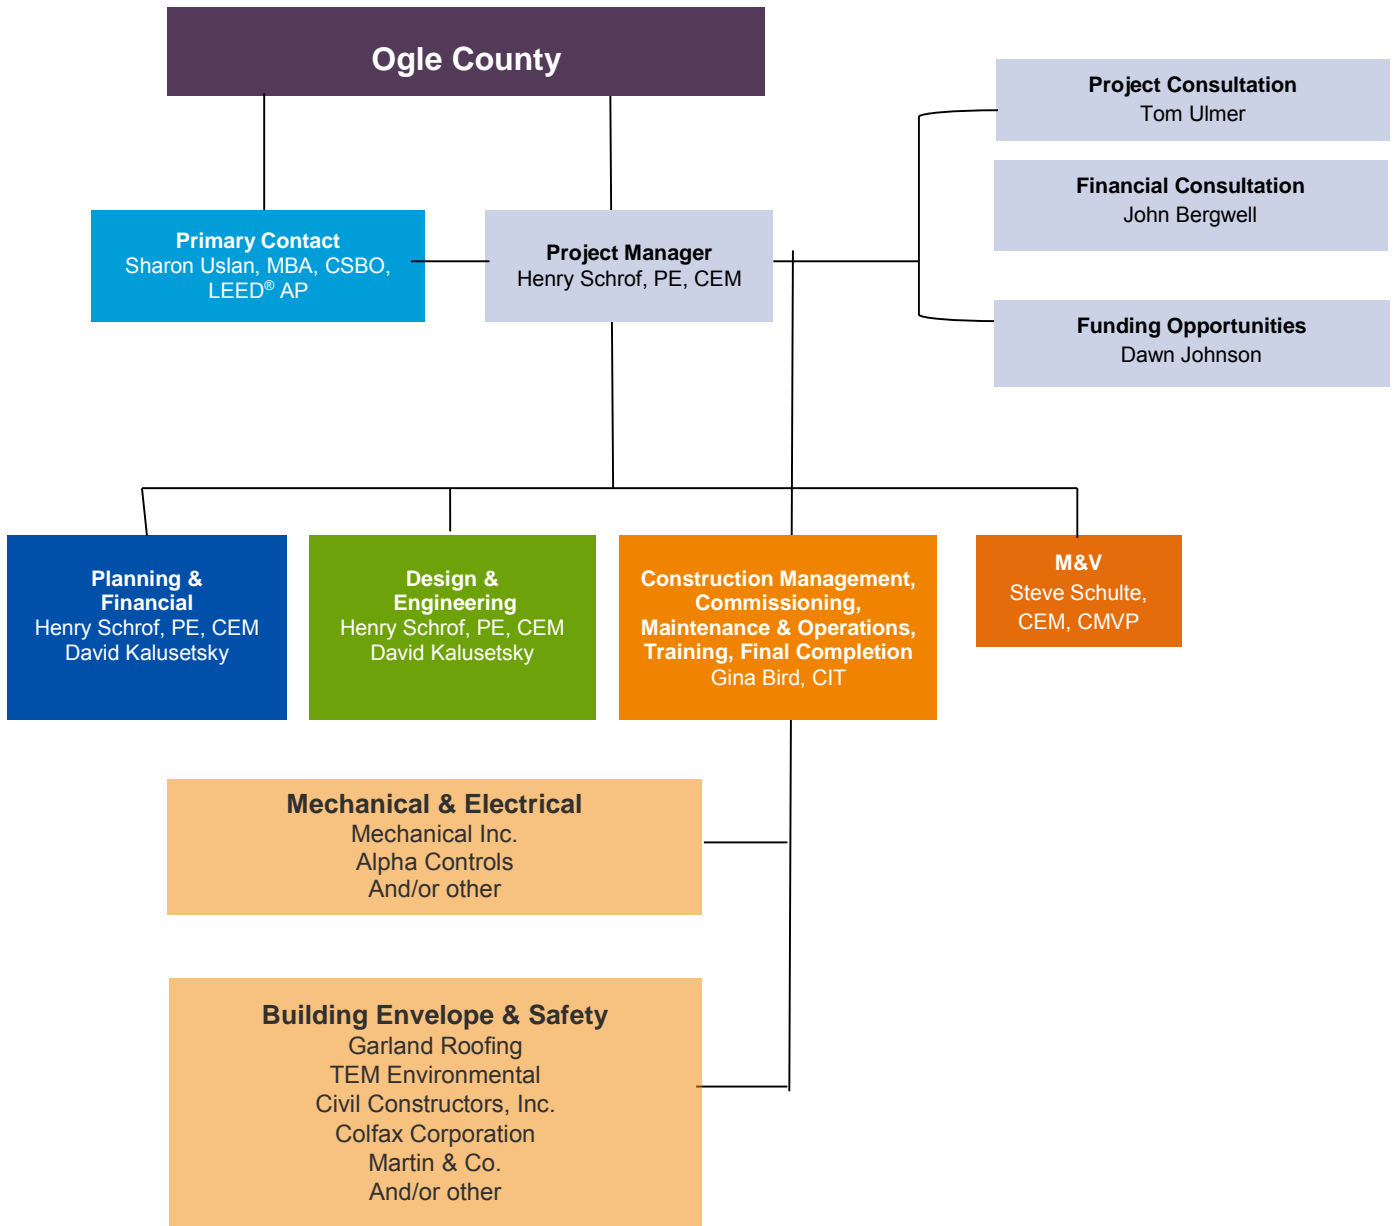 Ogle County
Project Consultation
Tom Ulmer
Financial Consultation
John Bergwell
Primary Contact
Sharon Uslan, MBA, CSBO,
LEED® AP
Project Manager
Henry Schrof, PE, CEM
Funding Opportunities
Dawn Johnson
Planning &
Financial
Henry Schrof, PE, CEM
David Kalusetsky
Design &
Engineering
Henry Schrof, PE, CEM
David Kalusetsky
Construction Management,
Commissioning,
Maintenance & Operations,
Training, Final Completion
Gina Bird, CIT
M&V
Steve Schulte,
CEM, CMVP
Mechanical & Electrical
Mechanical Inc.
Alpha Controls
And/or other
Building Envelope & Safety
Garland Roofing
TEM Environmental
Civil Constructors, Inc.
Colfax Corporation
Martin & Co.
And/or other